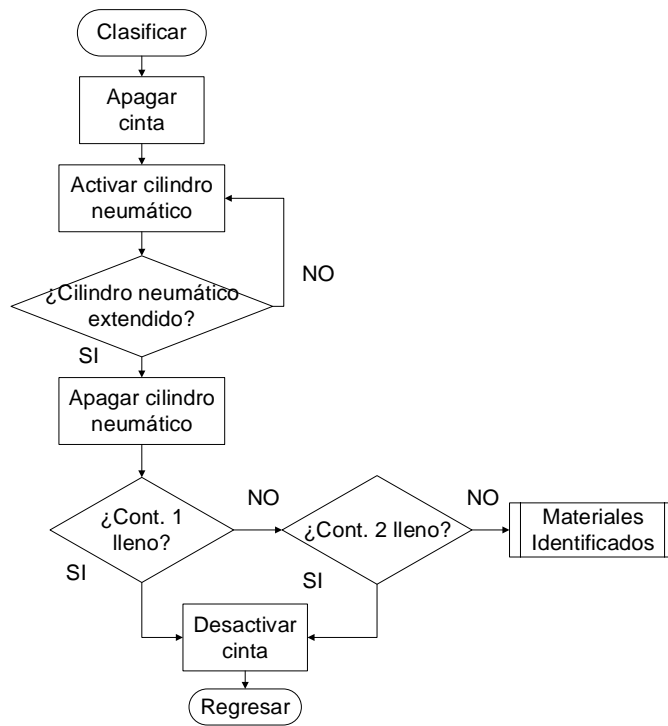 Clasificar
Apagar
cinta
Activar cilindro
neumático
NO
¿Cilindro neumático
extendido?
SI
Apagar cilindro
neumático
NO
NO
¿Cont. 1
lleno?
¿Cont. 2 lleno?
Materiales
Identificados
SI
SI
Desactivar
cinta
Regresar